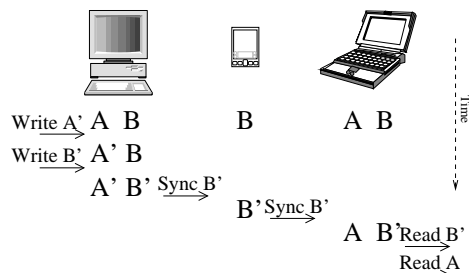 Time
Write A’ A B B A B
Write B’ A’ B
A’ B’ Sync B’
B’ Sync B’
A B’ Read B’
Read A